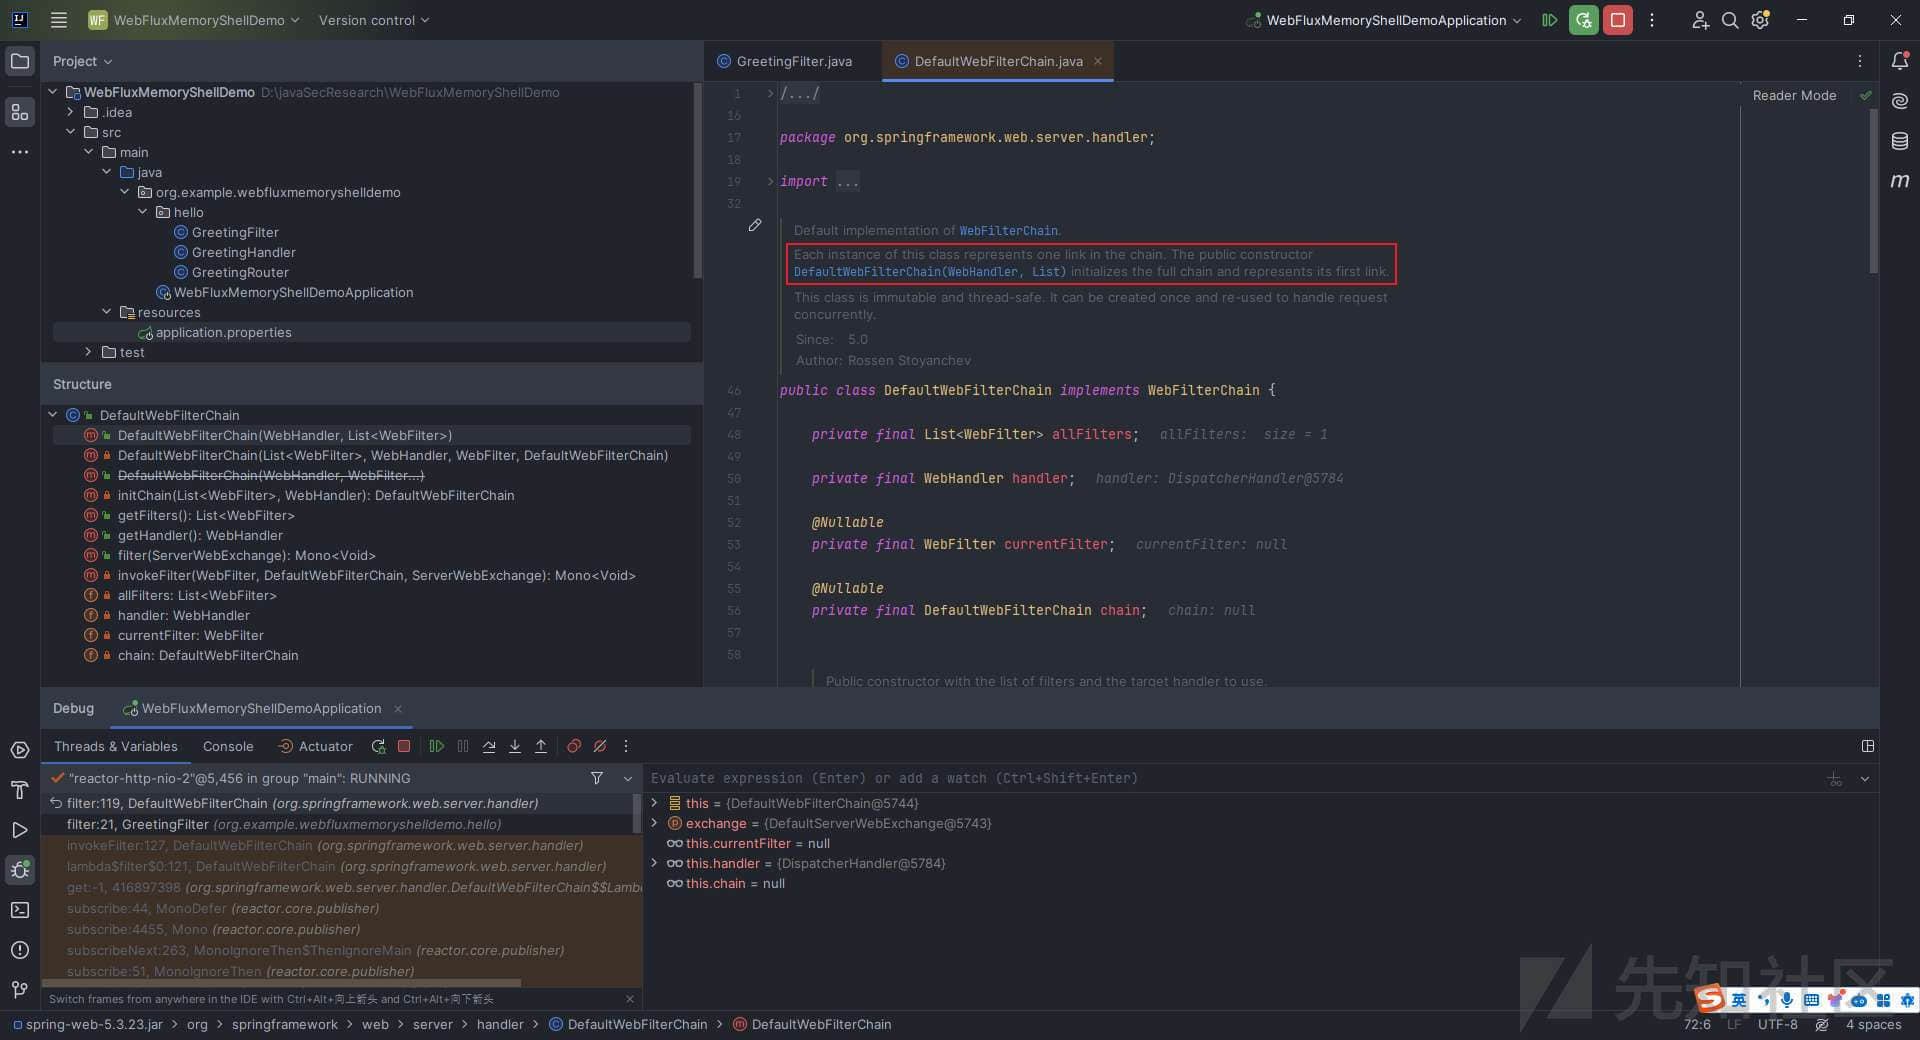 WF WebFluxMemoryShellDemo Version control
WebFluxMemoryShellDemoApplication
Project
WebFluxMemoryShellDemo D:\javaSecResearch\WebFluxMemoryShellDemo
.idea
src
main
java
org.example.webfluxmemoryshelldemo
hello
GreetingFilter
GreetingHandler
GreetingRouter
WebFluxMemoryShellDemoApplication
resources
application.properties
test
Structure
DefaultWebFilterChain
DefaultWebFilterChain(WebHandler, List<WebFilter>)
DefaultWebFilterChain(List<WebFilter>, WebHandler, WebFilter, DefaultWebFilterChain)
DefaultWebFilterChain(WebHandler, WebFilter...)
initChain(List<WebFilter>, WebHandler): DefaultWebFilterChain
getFilters(): List<WebFilter>
getHandler(): WebHandler
filter(ServerWebExchange): Mono<Void>
invokeFilter(WebFilter, DefaultWebFilterChain, ServerWebExchange): Mono<Void>
allFilters: List<WebFilter>
handler: WebHandler
currentFilter: WebFilter
chain: DefaultWebFilterChain
GreetingFilter.java DefaultWebFilterChain.java
Reader Mode
1 /.../
16
17 package org.springframework.web.server.handler;
18
19 import ...
32
Default implementation of WebFilterChain.
Each instance of this class represents one link in the chain. The public constructor
DefaultWebFilterChain(WebHandler, List) initializes the full chain and represents its first link.
This class is immutable and thread-safe. It can be created once and re-used to handle request
concurrently.
Since: 5.0
Author: Rossen Stoyanchev
46 public class DefaultWebFilterChain implements WebFilterChain {
47
48 private final List<WebFilter> allFilters; allFilters: size = 1
49
50 private final WebHandler handler; handler: DispatcherHandler@5784
51
52 @Nullable
53 private final WebFilter currentFilter; currentFilter: null
54
55 @Nullable
56 private final DefaultWebFilterChain chain; chain: null
57
58
Public constructor with the list of filters and the target handler to use.
Debug WebFluxMemoryShellDemoApplication
Threads & Variables Console Actuator
"reactor-http-nio-2"@5,456 in group "main": RUNNING
filter:119, DefaultWebFilterChain (org.springframework.web.server.handler)
filter:21, GreetingFilter (org.example.webfluxmemoryshelldemo.hello)
invokeFilter:127, DefaultWebFilterChain (org.springframework.web.server.handler)
lambda$filter$0:121, DefaultWebFilterChain (org.springframework.web.server.handler)
get:-1, 416897398 (org.springframework.web.server.handler.DefaultWebFilterChain$$Lambd
subscribe:44, MonoDefer (reactor.core.publisher)
subscribe:4455, Mono (reactor.core.publisher)
subscribeNext:263, MonoIgnoreThen$ThenIgnoreMain (reactor.core.publisher)
subscribe:51, MonoIgnoreThen (reactor.core.publisher)
Switch frames from anywhere in the IDE with Ctrl+Alt+向上箭头 and Ctrl+Alt+向下箭头
Evaluate expression (Enter) or add a watch (Ctrl+Shift+Enter)
this = {DefaultWebFilterChain@5744}
exchange = {DefaultServerWebExchange@5743}
this.currentFilter = null
this.handler = {DispatcherHandler@5784}
this.chain = null
先知社区
英
spring-web-5.3.23.jar org springframework web server handler DefaultWebFilterChain DefaultWebFilterChain
72:6 LF UTF-8 4 spaces